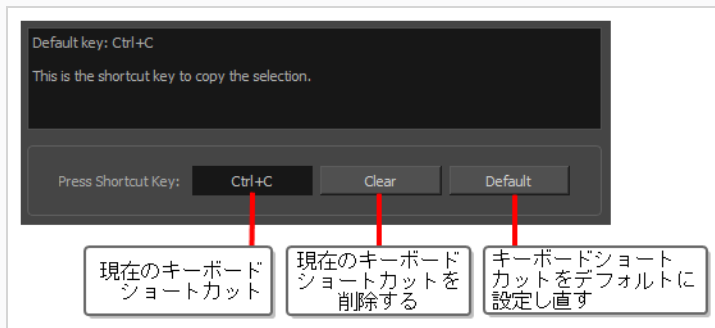 Default key: Ctrl+C
This is the shortcut key to copy the selection.
Press Shortcut Key: Ctrl+C Clear Default
現在のキーボード
ショートカット
現在のキーボード
ショートカットを
削除する
キーボードショート
カットをデフォルトに
設定し直す